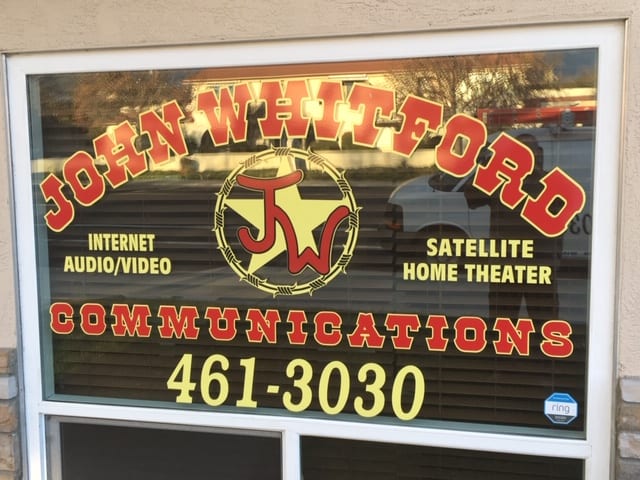 JOHN WHITFORD
JW
INTERNET
AUDIO/VIDEO
SATELLITE
HOME THEATER
COMMUNICATIONS
461-3030
ring